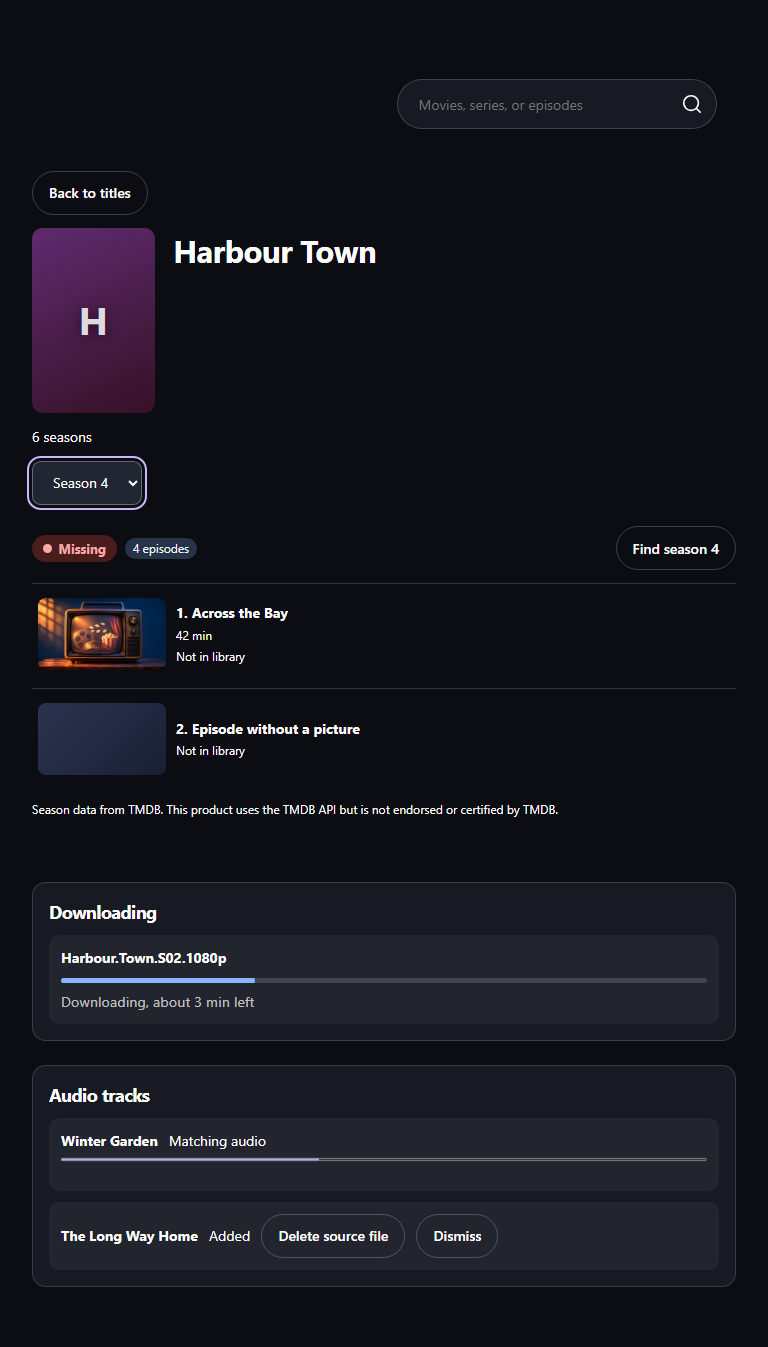 Movies, series, or episodes
Back to titles
H
Harbour Town
6 seasons
Season 4
Missing
4 episodes
Find season 4
1. Across the Bay
42 min
Not in library
2. Episode without a picture
Not in library
Season data from TMDB. This product uses the TMDB API but is not endorsed or certified by TMDB.
Downloading
Harbour.Town.S02.1080p
Downloading, about 3 min left
Audio tracks
Winter Garden Matching audio
The Long Way Home Added Delete source file Dismiss